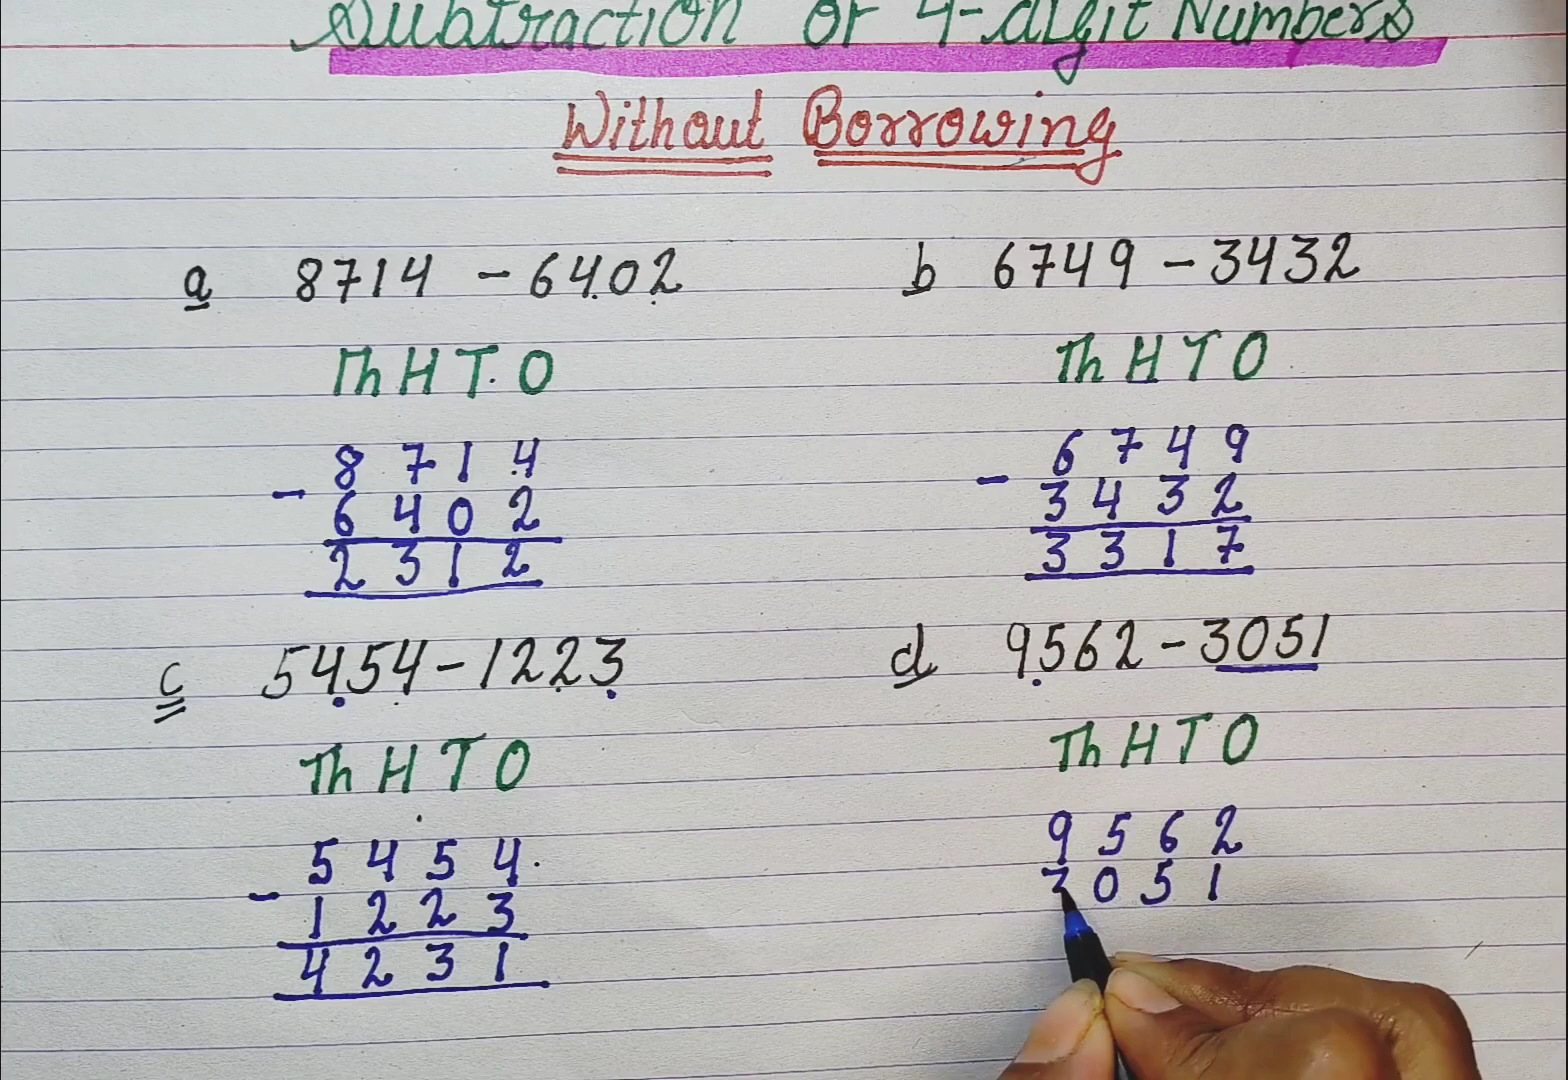 Subtraction of 4-digit Numbers
Without Borrowing
a 8714 - 6402
Th H T O
8 7 1 4
- 6 4 0 2
2 3 1 2
b 6749 - 3432
Th H T O
6 7 4 9
- 3 4 3 2
3 3 1 7
c 5454 - 1223
Th H T O
5 4 5 4
- 1 2 2 3
4 2 3 1
d 9562 - 3051
Th H T O
9 5 6 2
3 0 5 1